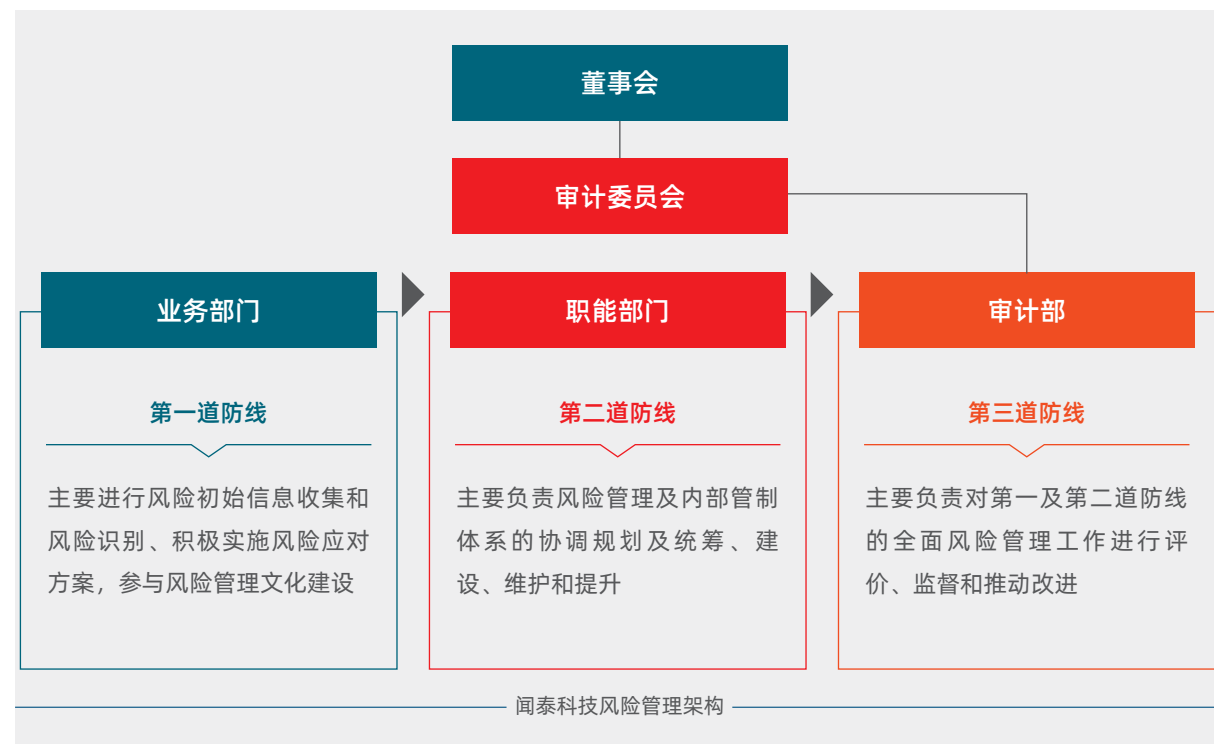 董事会
审计委员会
业务部门
职能部门
审计部
第一道防线
主要进行风险初始信息收集和
风险识别、积极实施风险应对
方案，参与风险管理文化建设
第二道防线
主要负责风险管理及内部管制
体系的协调规划及统筹、建
设、维护和提升
第三道防线
主要负责对第一及第二道防线
的全面风险管理工作进行评
价、监督和推动改进
闻泰科技风险管理架构